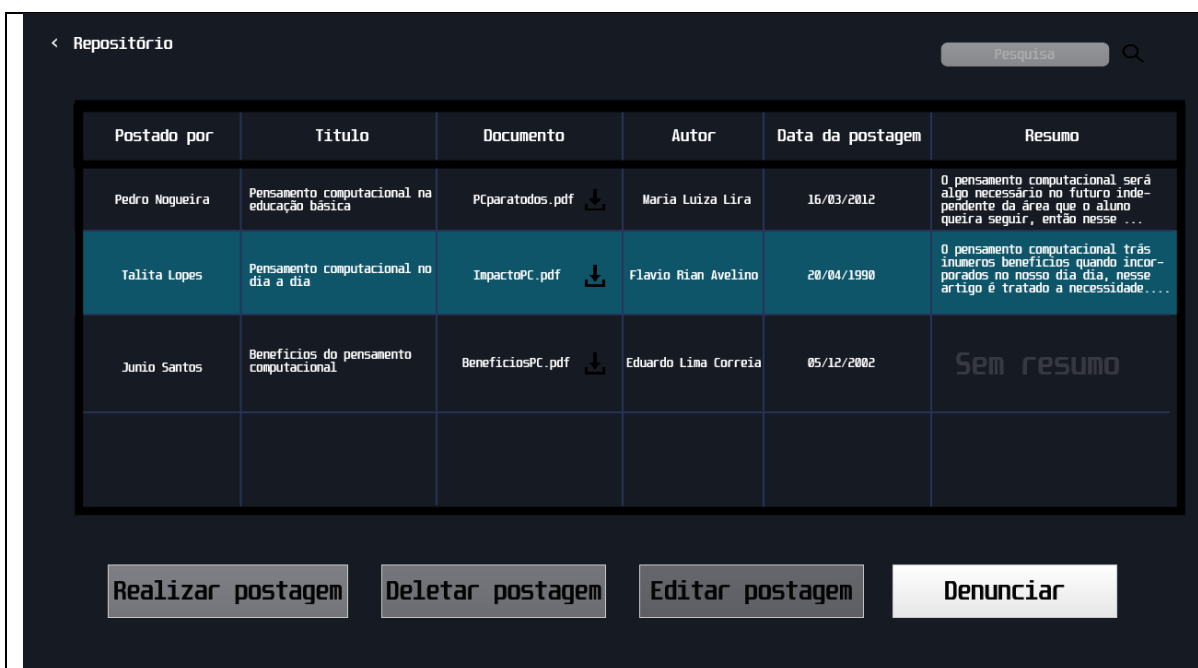 < Repositório
Pesquisa
Postado por
Titulo
Documento
Autor
Data da postagem
Resumo
Pedro Nogueira
Pensamento computacional na
educação básica
PCparatodos.pdf
Maria Luiza Lira
16/03/2012
O pensamento computacional será
algo necessário no futuro inde-
pendente da área que o aluno
queira seguir, então nesse ...
Talita Lopes
Pensamento computacional no
dia a dia
ImpactoPC.pdf
Flavio Rian Avelino
20/04/1990
O pensamento computacional trás
inumeros beneficios quando incor-
porados no nosso dia dia, nesse
artigo é tratado a necessidade....
Junio Santos
Beneficios do pensamento
computacional
BeneficiosPC.pdf
Eduardo Lima Correia
05/12/2002
Sem resumo
Realizar postagem
Deletar postagem
Editar postagem
Denunciar